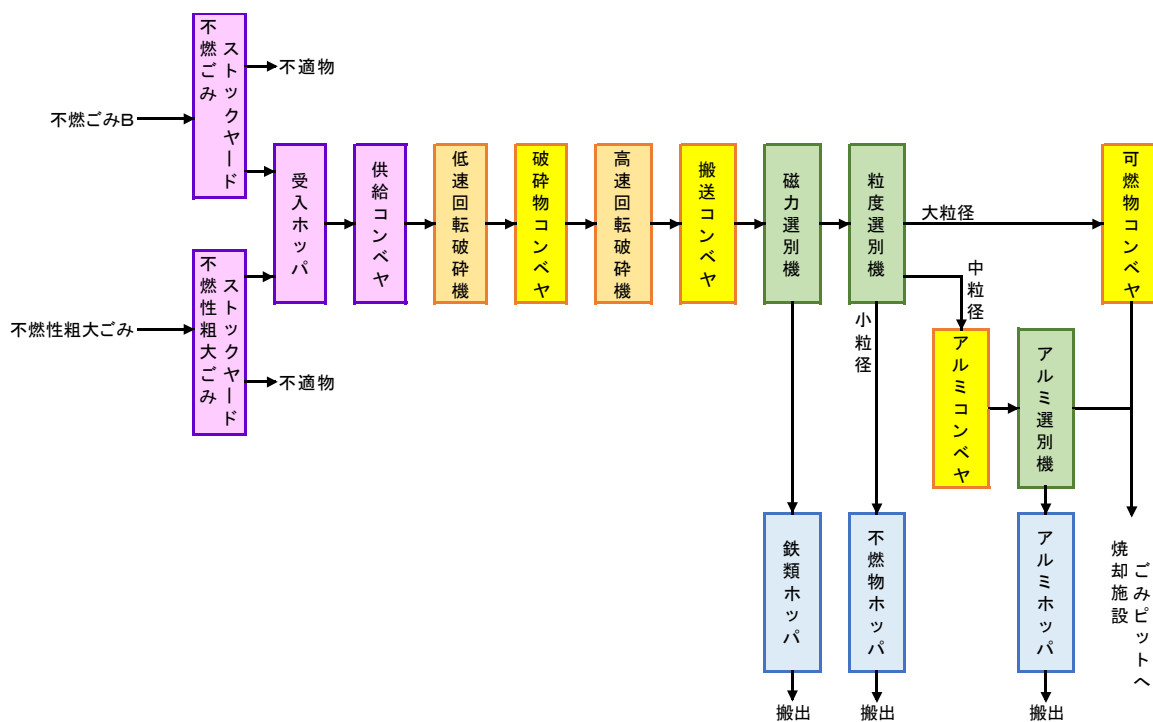 不燃ごみB
不燃ごみ
ストックヤード
不適物
不燃性粗大ごみ
不燃性粗大ごみ
ストックヤード
不適物
受入ホッパ
供給コンベヤ
低速回転破砕機
破砕物コンベヤ
高速回転破砕機
搬送コンベヤ
磁力選別機
粒度選別機
大粒径
中粒径
小粒径
可燃物コンベヤ
アルミコンベヤ
アルミ選別機
鉄類ホッパ
不燃物ホッパ
アルミホッパ
焼却施設
ごみピットへ
搬出
搬出
搬出